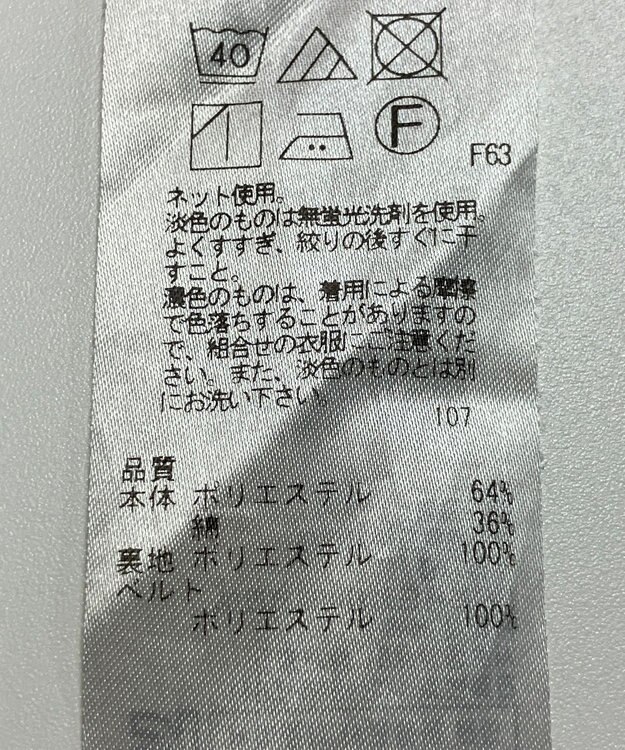 40
F
F63
ネット使用。
淡色のものは無蛍光洗剤を使用。
よくすすぎ、絞りの後すぐに干
すこと。
濃色のものは、着用による摩擦
で色落ちすることがありますの
で、組合せの衣服にご注意くだ
さい。また、淡色のものとは別
にお洗い下さい。
107
品質
本体 ポリエステル 64%
綿 36%
裏地 ポリエステル 100%
ベルト
ポリエステル 100%